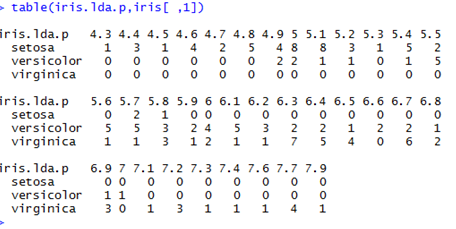 > table(iris.lda.p,iris[ ,1])
iris.lda.p 4.3 4.4 4.5 4.6 4.7 4.8 4.9 5 5.1 5.2 5.3 5.4 5.5
setosa 1 3 1 4 2 5 4 8 8 3 1 5 2
versicolor 0 0 0 0 0 0 2 2 1 1 0 1 5
virginica 0 0 0 0 0 0 0 0 0 0 0 0 0
iris.lda.p 5.6 5.7 5.8 5.9 6 6.1 6.2 6.3 6.4 6.5 6.6 6.7 6.8
setosa 0 2 1 0 0 0 0 0 0 0 0 0 0
versicolor 5 5 3 2 4 5 3 2 2 1 2 2 1
virginica 1 1 3 1 2 1 1 7 5 4 0 6 2
iris.lda.p 6.9 7 7.1 7.2 7.3 7.4 7.6 7.7 7.9
setosa 0 0 0 0 0 0 0 0 0
versicolor 1 1 0 0 0 0 0 0 0
virginica 3 0 1 3 1 1 1 4 1
>